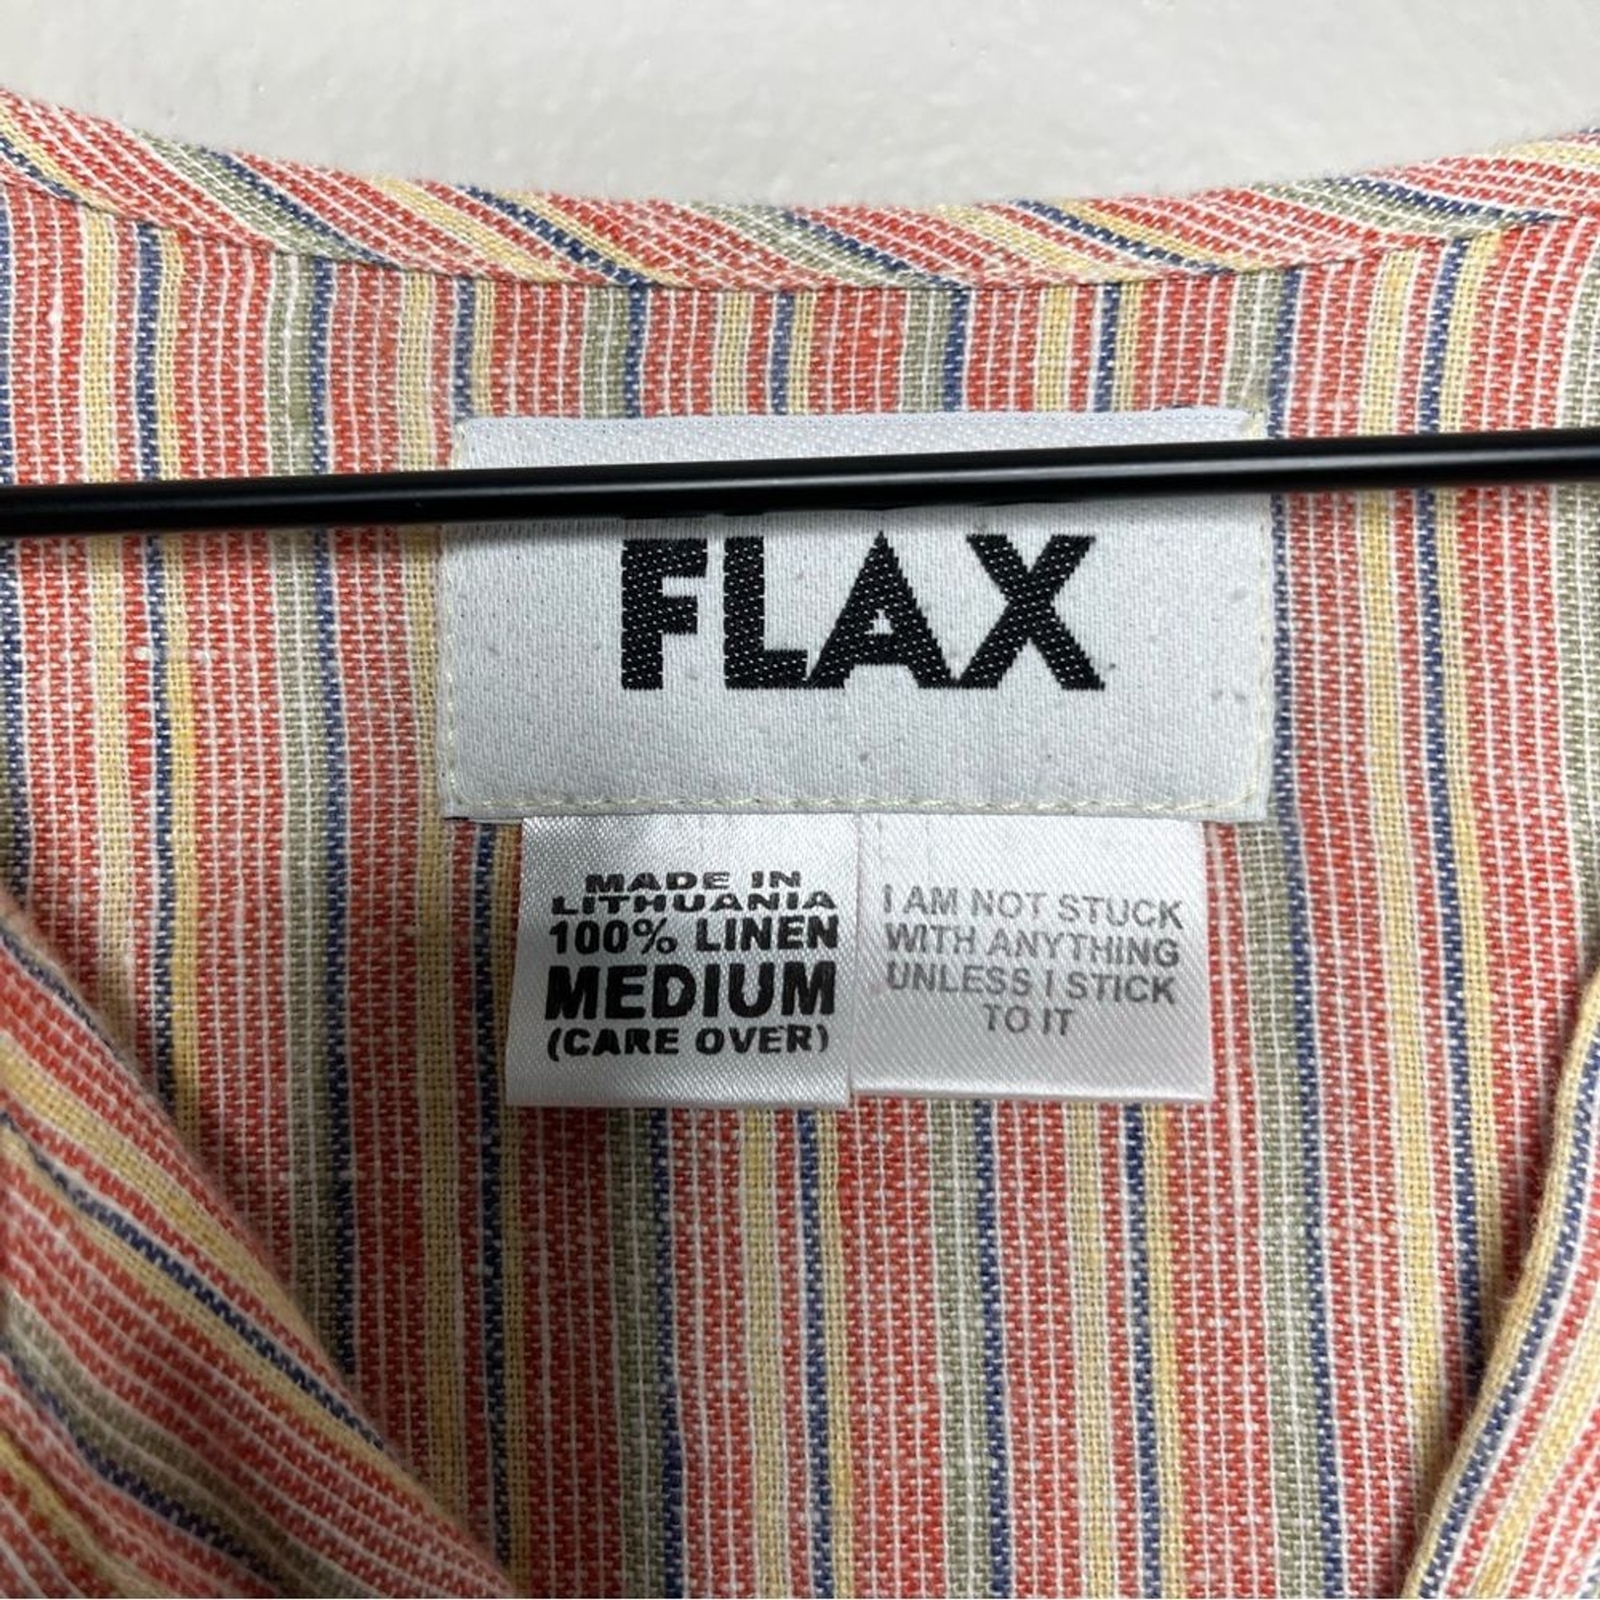 FLAX
MADE IN
LITHUANIA
100% LINEN
MEDIUM
(CARE OVER)
I AM NOT STUCK
WITH ANYTHING
UNLESS I STICK
TO IT